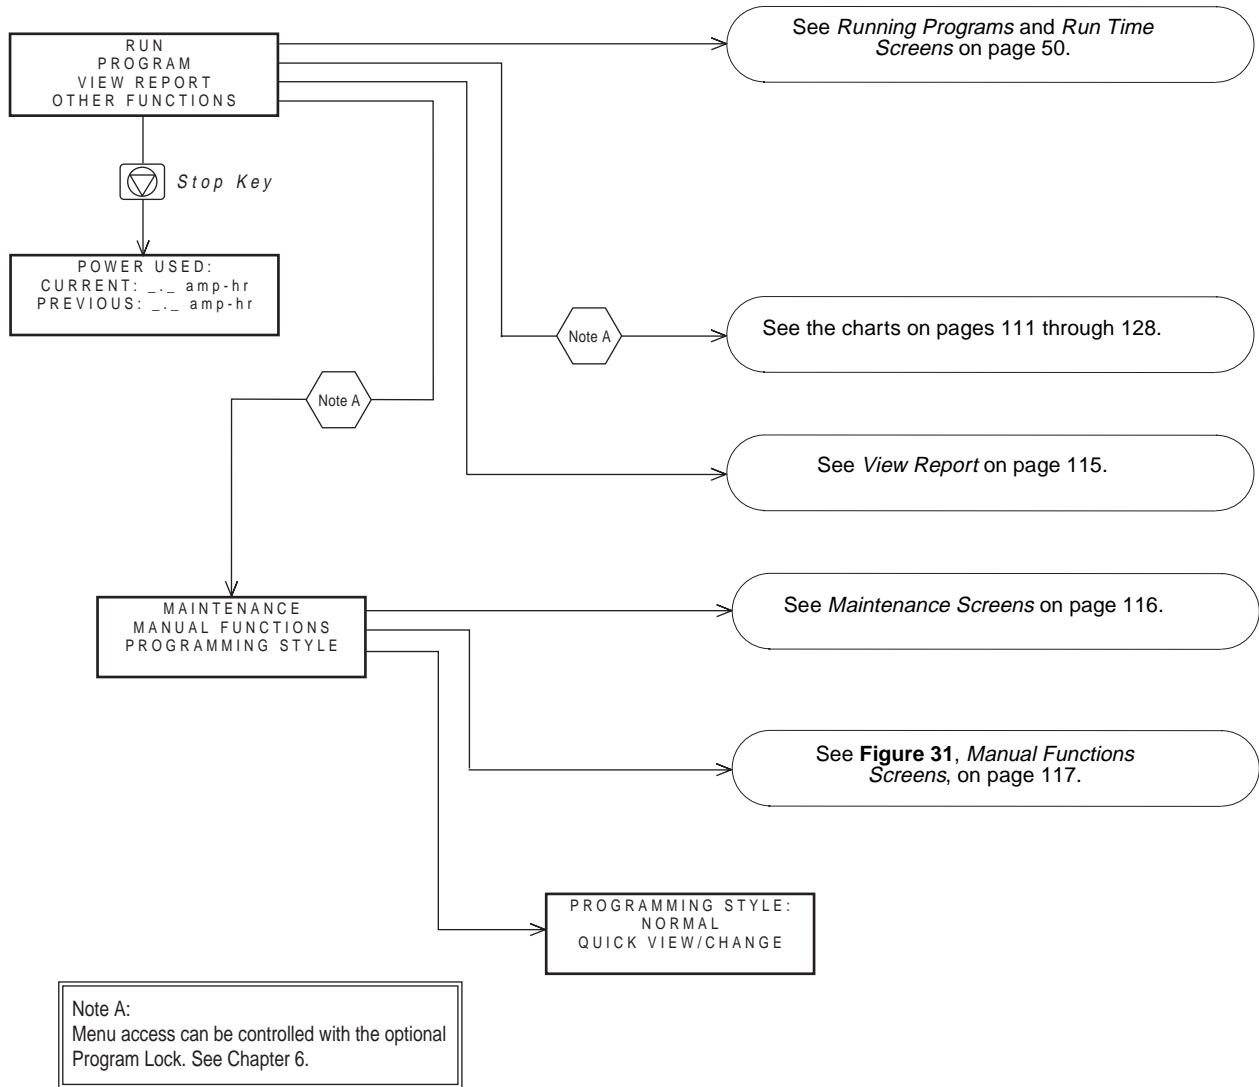 RUN
PROGRAM
VIEW REPORT
OTHER FUNCTIONS
See Running Programs and Run Time
Screens on page 50.
Stop Key
POWER USED:
CURRENT: _._ amp-hr
PREVIOUS: _._ amp-hr
Note A
See the charts on pages 111 through 128.
Note A
See View Report on page 115.
MAINTENANCE
MANUAL FUNCTIONS
PROGRAMMING STYLE
See Maintenance Screens on page 116.
See Figure 31, Manual Functions
Screens, on page 117.
PROGRAMMING STYLE:
NORMAL
QUICK VIEW/CHANGE
Note A:
Menu access can be controlled with the optional
Program Lock. See Chapter 6.